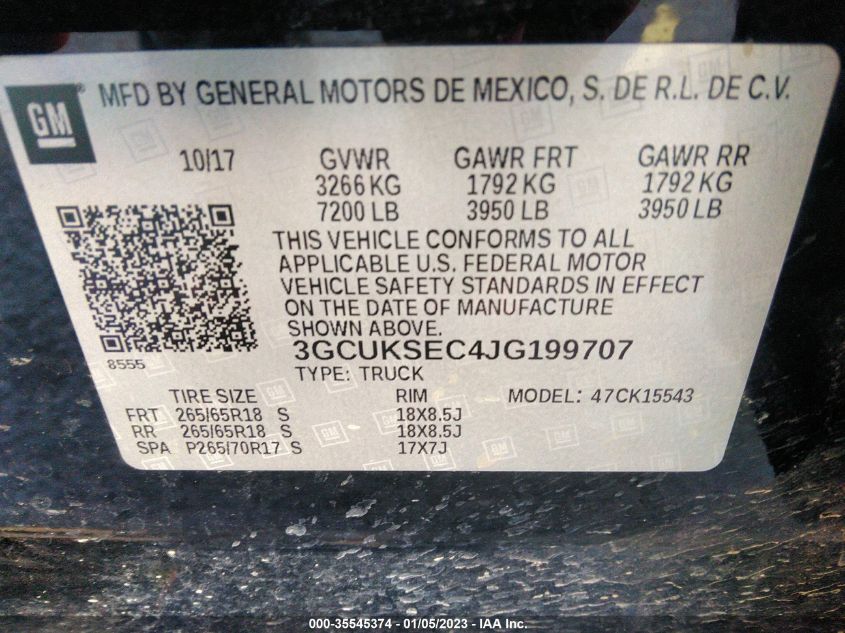 GM ® MFD BY GENERAL MOTORS DE MEXICO, S. DE R.L. DE C.V.
10/17 GVWR GAWR FRT GAWR RR
3266 KG 1792 KG 1792 KG
7200 LB 3950 LB 3950 LB
THIS VEHICLE CONFORMS TO ALL
APPLICABLE U.S. FEDERAL MOTOR
VEHICLE SAFETY STANDARDS IN EFFECT
ON THE DATE OF MANUFACTURE
SHOWN ABOVE.
8555 3GCUKSEC4JG199707
TYPE: TRUCK
TIRE SIZE RIM MODEL: 47CK15543
FRT 265/65R18 S 18X8.5J
RR 265/65R18 S 18X8.5J
SPA P265/70R17 S 17X7J
000-35545374 - 01/05/2023 - IAA Inc.